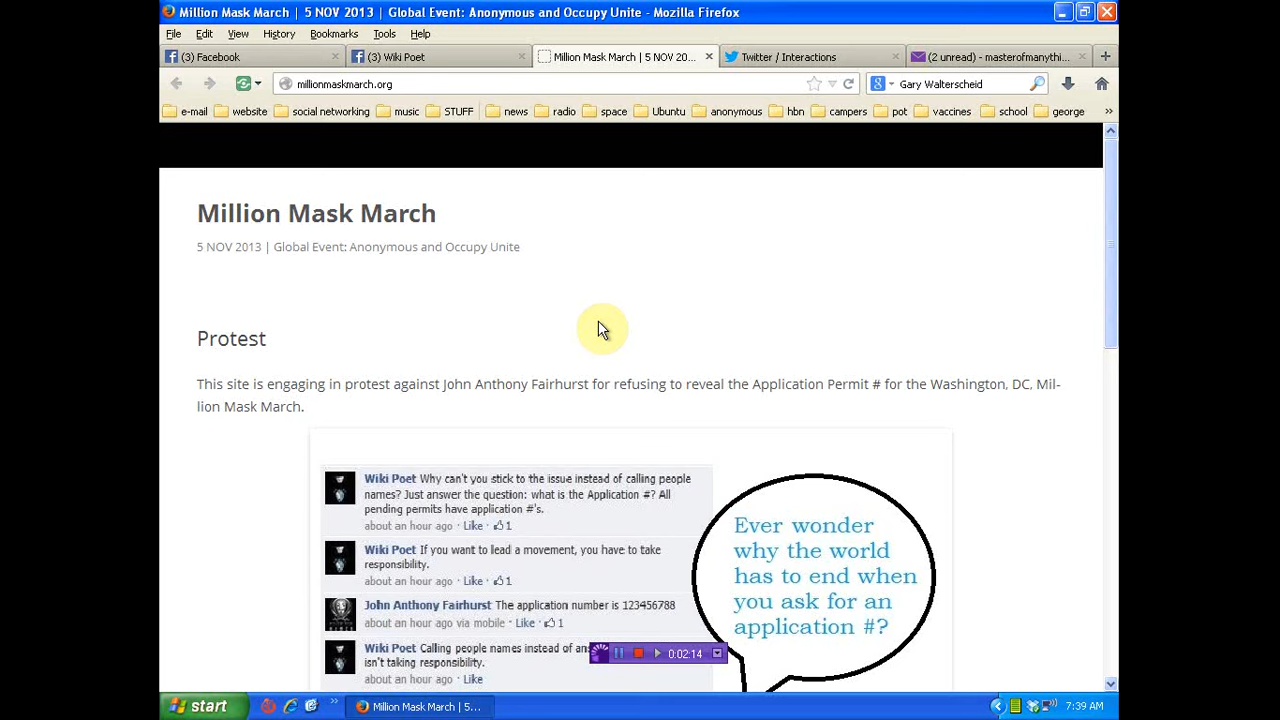 Million Mask March | 5 NOV 2013 | Global Event: Anonymous and Occupy Unite - Mozilla Firefox
File Edit View History Bookmarks Tools Help
(3) Facebook
(3) Wiki Poet
Million Mask March | 5 NOV 20...
Twitter / Interactions
(2 unread) - masterofmanythi...
millionmaskmarch.org
Gary Walterscheid
e-mail website social networking music STUFF news radio space Ubuntu anonymous hbn campers pot vaccines school george
Million Mask March
5 NOV 2013 | Global Event: Anonymous and Occupy Unite
Protest
This site is engaging in protest against John Anthony Fairhurst for refusing to reveal the Application Permit # for the Washington, DC, Mil-
lion Mask March.
Wiki Poet Why can't you stick to the issue instead of calling people
names? Just answer the question: what is the Application #? All
pending permits have application #'s.
about an hour ago · Like · 1
Wiki Poet If you want to lead a movement, you have to take
responsibility.
about an hour ago · Like · 1
John Anthony Fairhurst The application number is 123456788
about an hour ago via mobile · Like · 1
Wiki Poet Calling people names instead of
isn't taking responsibility.
about an hour ago · Like
Ever wonder
why the world
has to end when
you ask for an
application #?
0:02:14
start
Million Mask March | 5...
7:39 AM